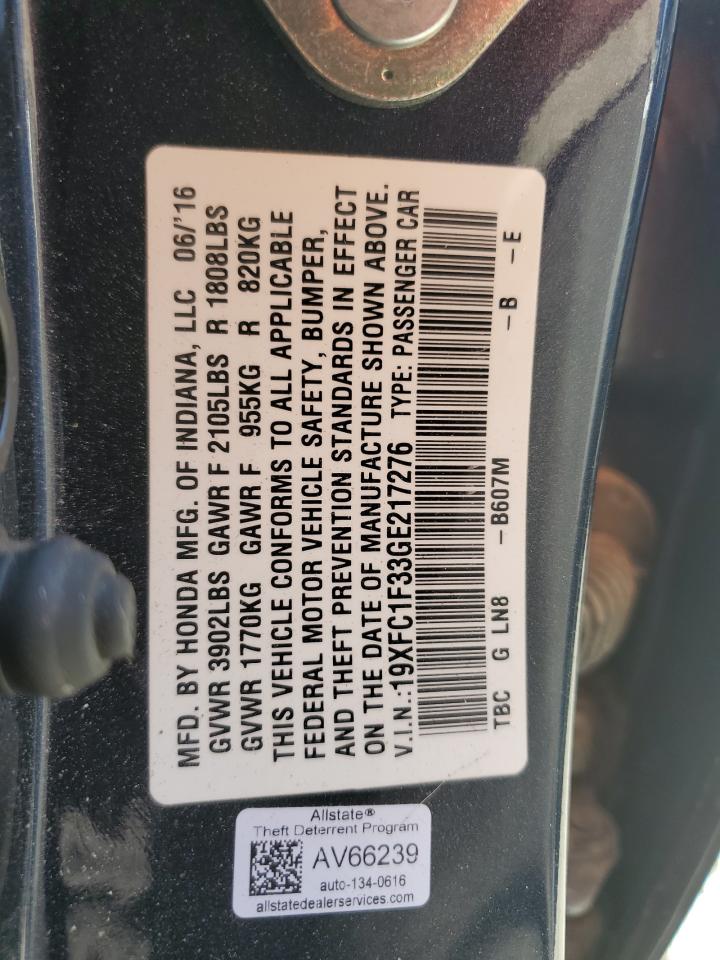 MFD. BY HONDA MFG. OF INDIANA, LLC 06/'16
GVWR 3902LBS GAWR F 2105LBS R 1808LBS
GVWR 1770KG GAWR F 955KG R 820KG
THIS VEHICLE CONFORMS TO ALL APPLICABLE
FEDERAL MOTOR VEHICLE SAFETY, BUMPER,
AND THEFT PREVENTION STANDARDS IN EFFECT
ON THE DATE OF MANUFACTURE SHOWN ABOVE.
V.I.N.:19XFC1F33GE217276 TYPE: PASSENGER CAR
TBC G LN8 -B607M -B -E
Allstate®
Theft Deterrent Program
AV66239
auto-134-0616
allstatedealerservices.com